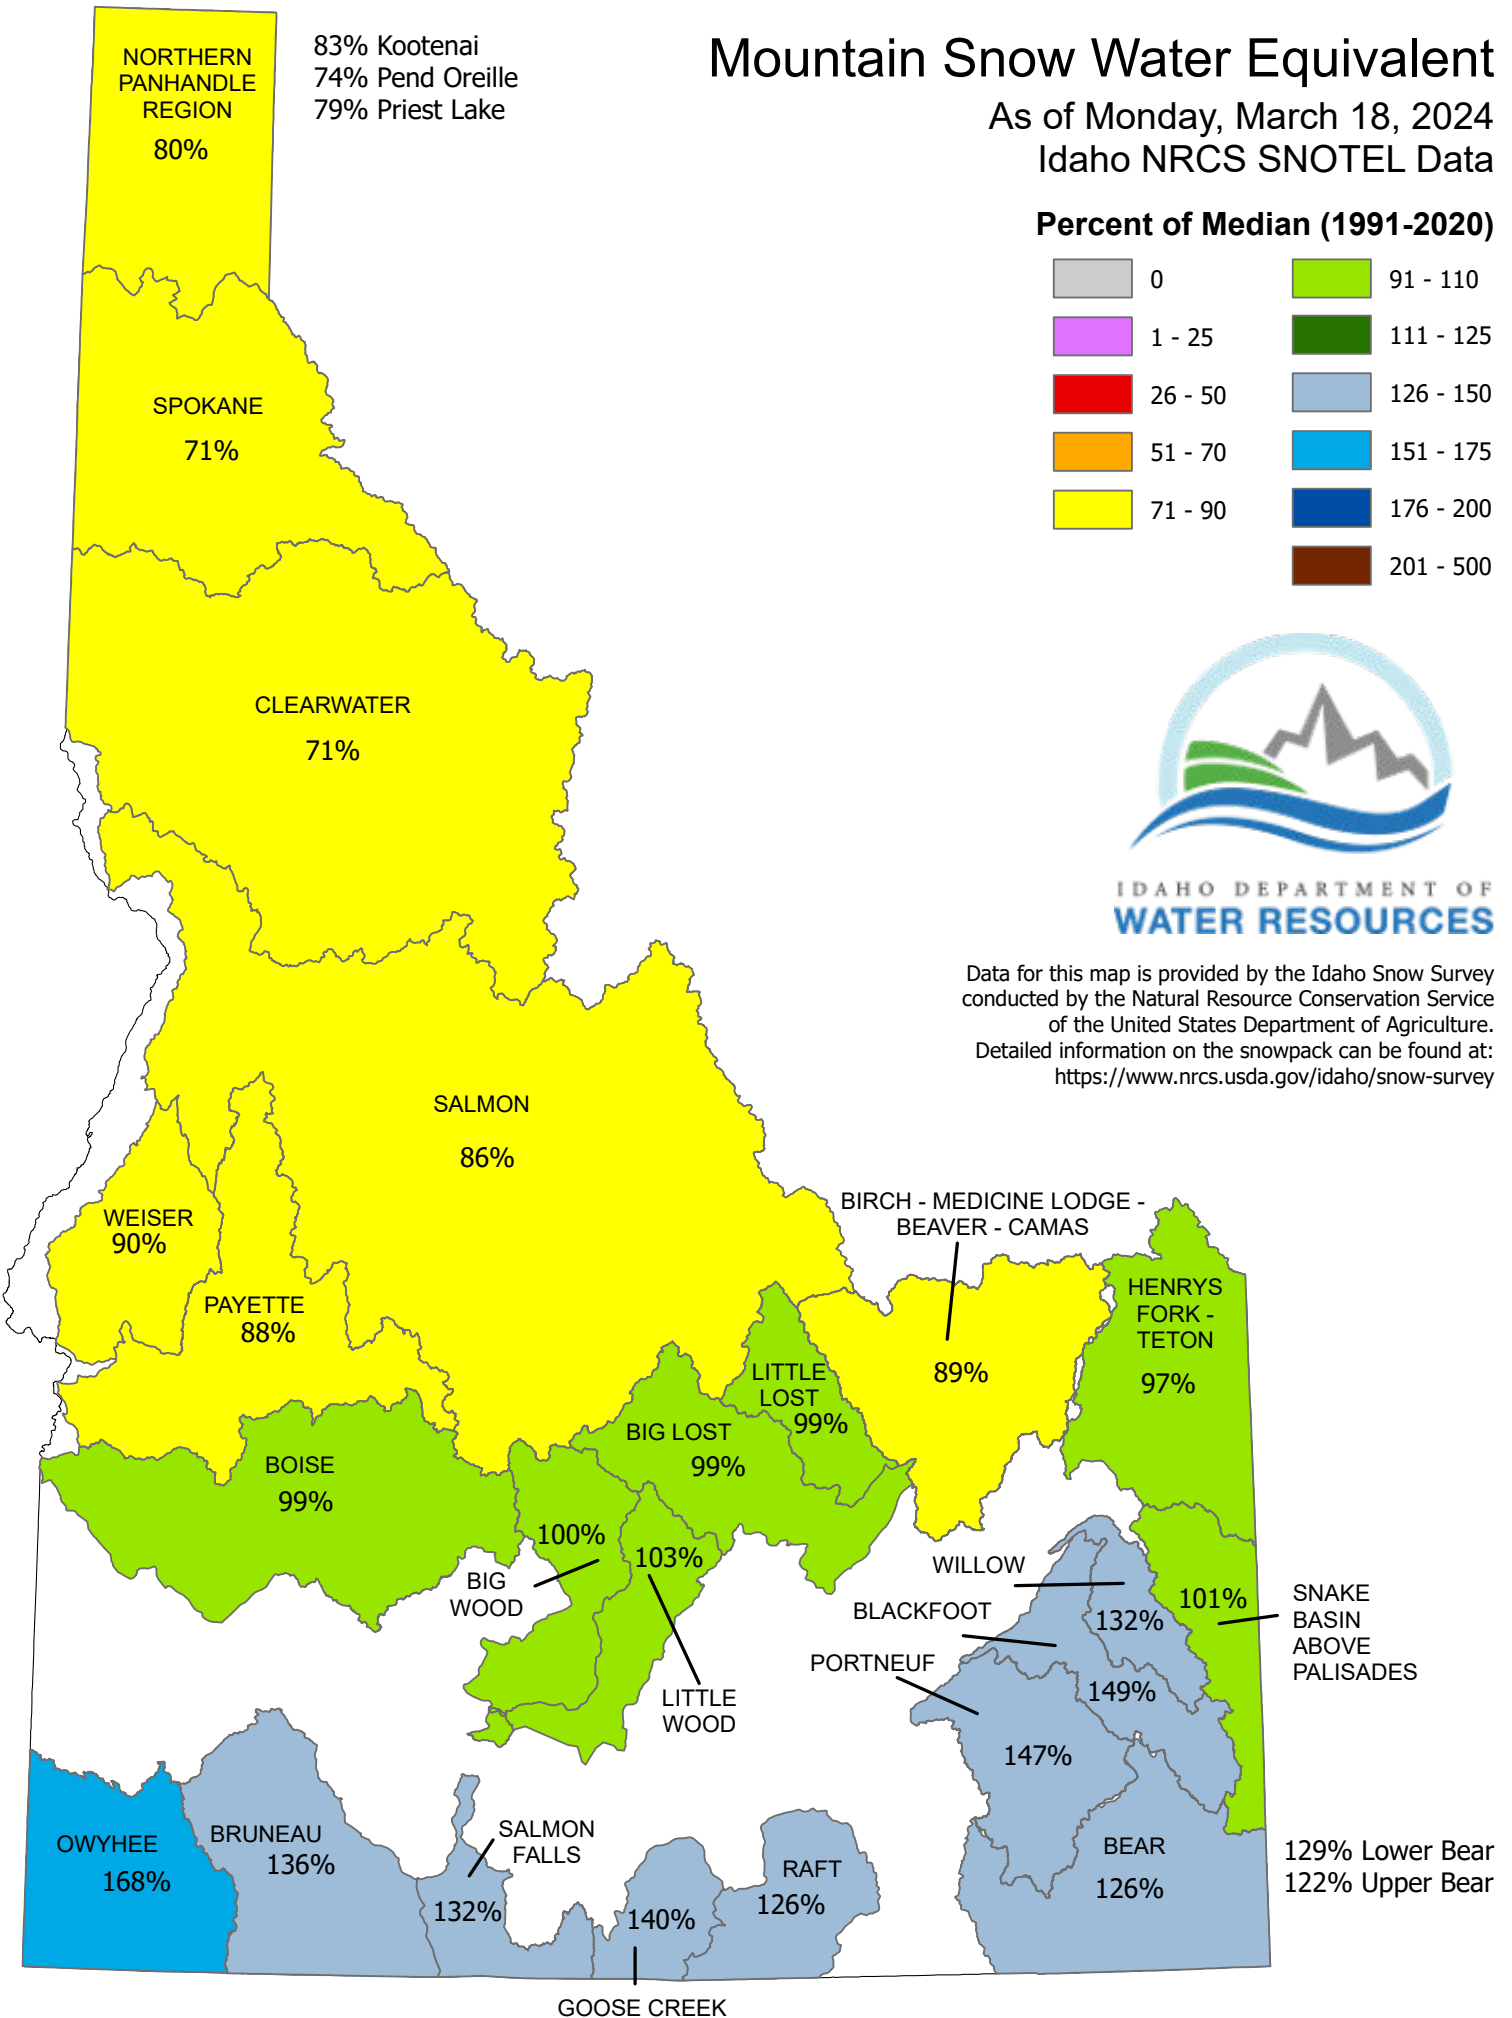 Mountain Snow Water Equivalent
As of Monday, March 18, 2024
Idaho NRCS SNOTEL Data
Percent of Median (1991-2020)
0
1 - 25
26 - 50
51 - 70
71 - 90
91 - 110
111 - 125
126 - 150
151 - 175
176 - 200
201 - 500
IDAHO DEPARTMENT OF
WATER RESOURCES
Data for this map is provided by the Idaho Snow Survey
conducted by the Natural Resource Conservation Service
of the United States Department of Agriculture.
Detailed information on the snowpack can be found at:
https://www.nrcs.usda.gov/idaho/snow-survey
NORTHERN
PANHANDLE
REGION
80%
83% Kootenai
74% Pend Oreille
79% Priest Lake
SPOKANE
71%
CLEARWATER
71%
SALMON
86%
WEISER
90%
PAYETTE
88%
BIRCH - MEDICINE LODGE -
BEAVER - CAMAS
89%
HENRYS
FORK -
TETON
97%
LITTLE
LOST
99%
BIG LOST
99%
BOISE
99%
100%
BIG
WOOD
103%
LITTLE
WOOD
WILLOW
132%
BLACKFOOT
149%
PORTNEUF
147%
101%
SNAKE
BASIN
ABOVE
PALISADES
OWYHEE
168%
BRUNEAU
136%
SALMON
FALLS
132%
140%
GOOSE CREEK
RAFT
126%
BEAR
126%
129% Lower Bear
122% Upper Bear